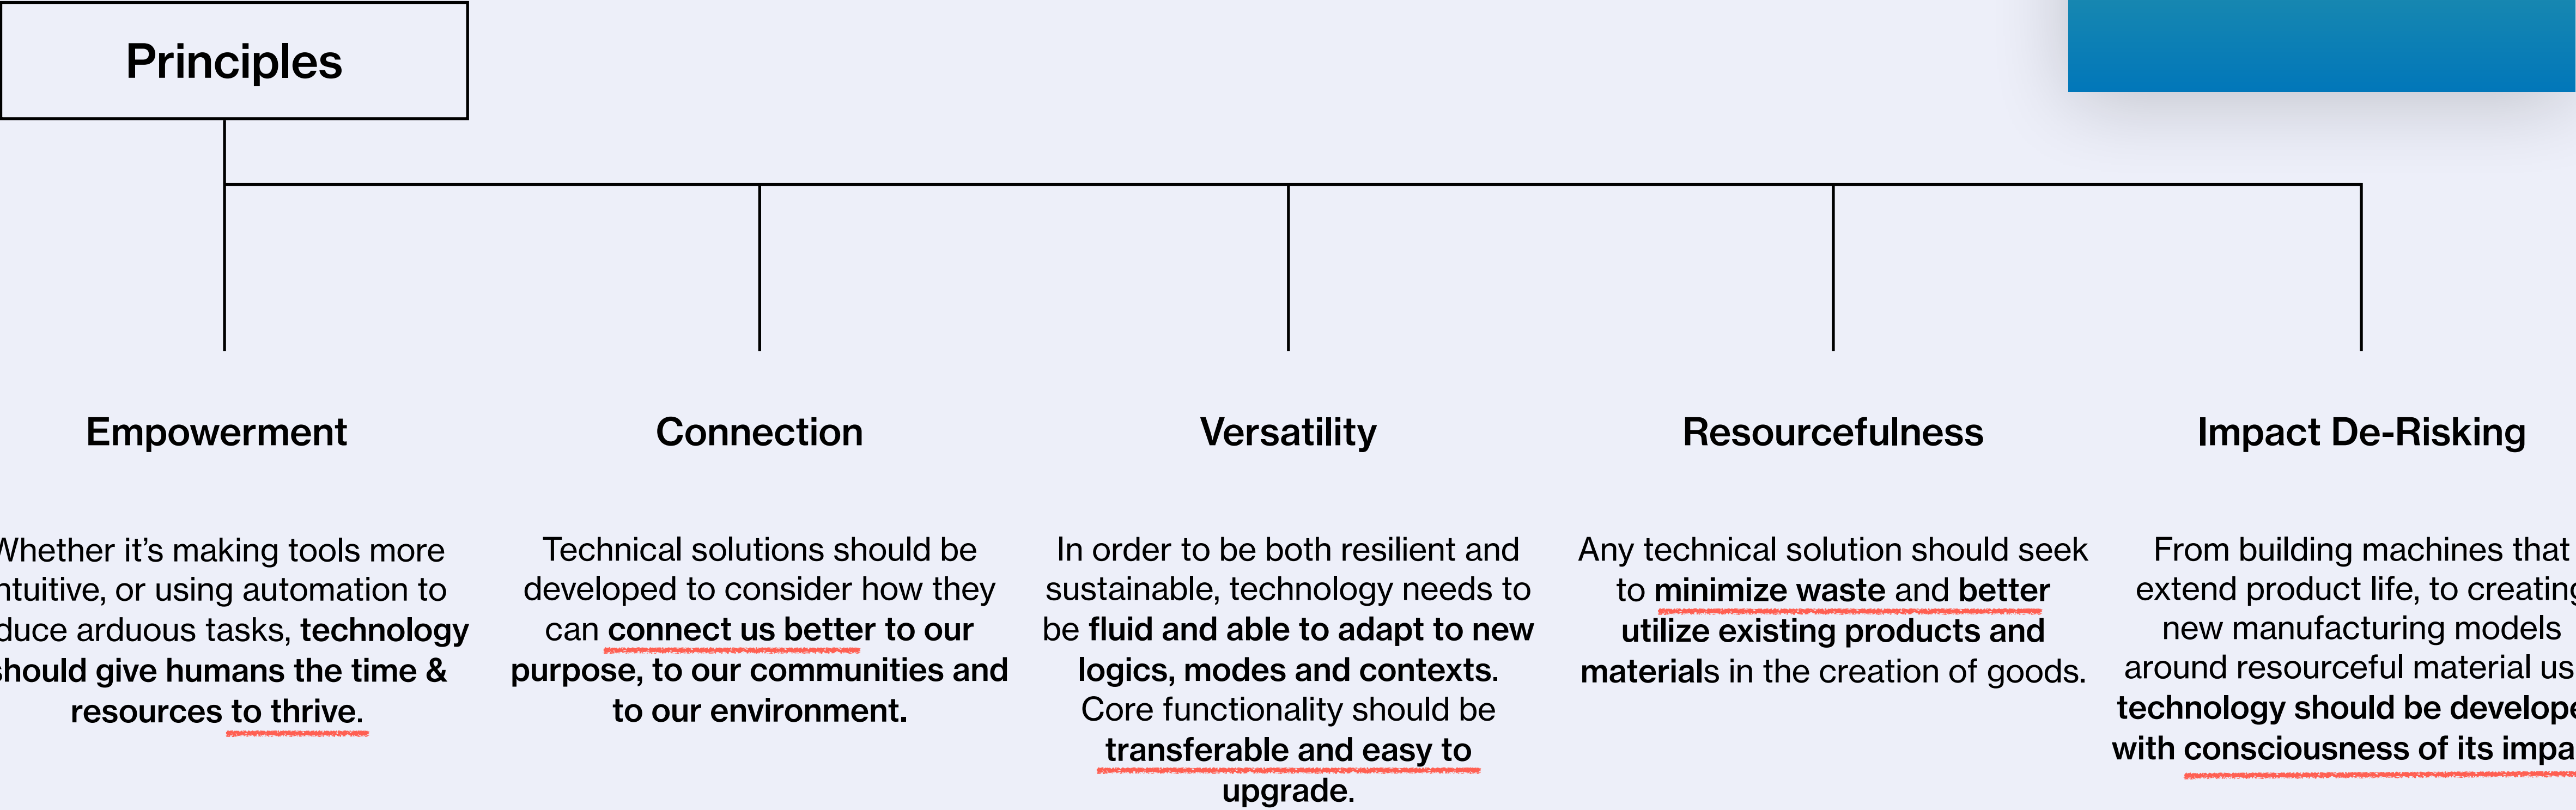 Principles
Empowerment
Whether it’s making tools more
ntuitive, or using automation to
duce arduous tasks, technology
should give humans the time &
resources to thrive.
Connection
Technical solutions should be
developed to consider how they
can connect us better to our
purpose, to our communities and
to our environment.
Versatility
In order to be both resilient and
sustainable, technology needs to
be fluid and able to adapt to new
logics, modes and contexts.
Core functionality should be
transferable and easy to
upgrade.
Resourcefulness
Any technical solution should seek
to minimize waste and better
utilize existing products and
materials in the creation of goods.
Impact De-Risking
From building machines that
extend product life, to creating
new manufacturing models
around resourceful material us
technology should be develope
with consciousness of its impa